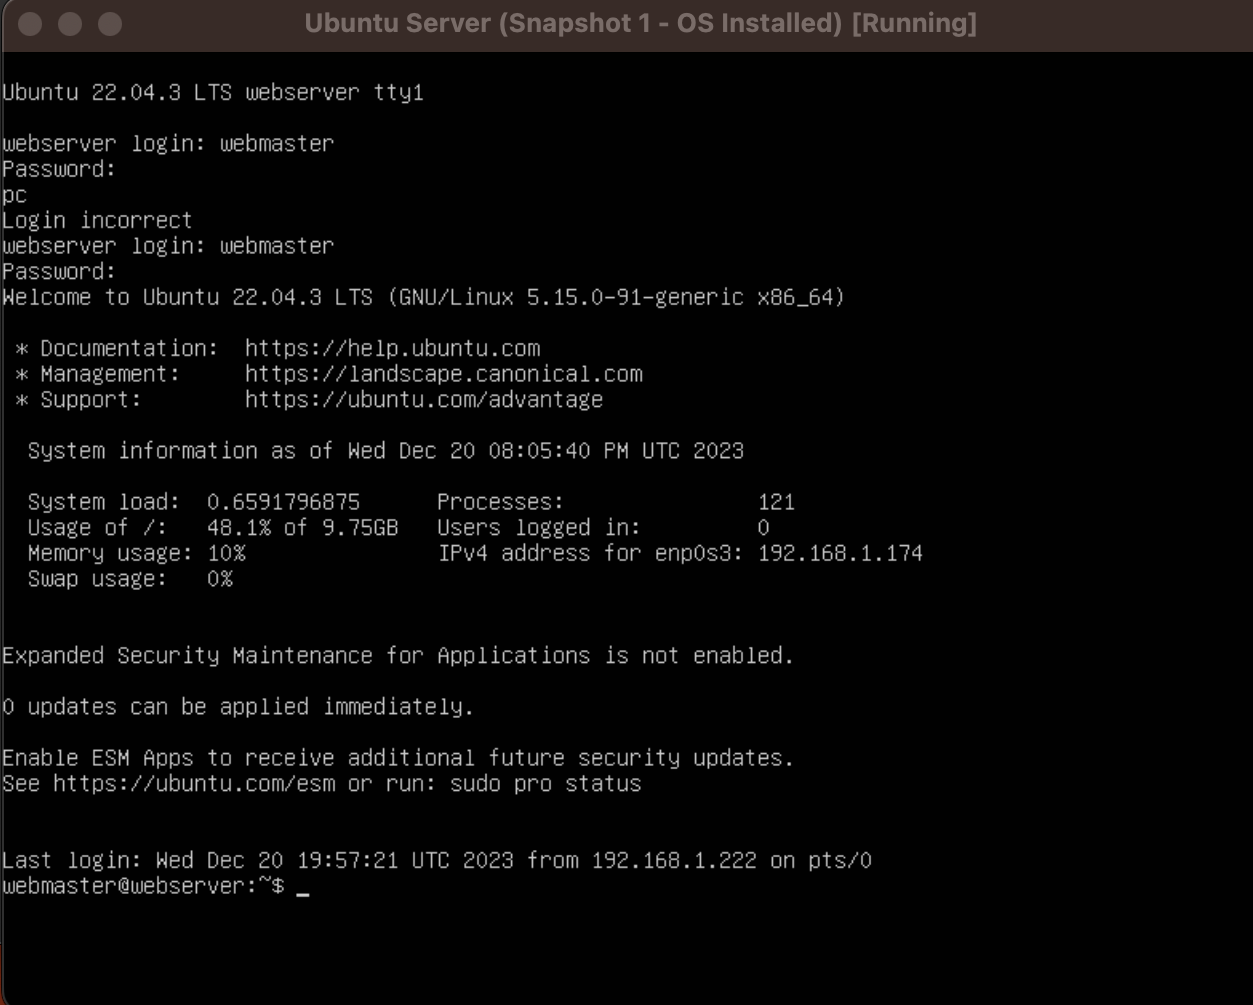 Ubuntu Server (Snapshot 1 - OS Installed) [Running]
Ubuntu 22.04.3 LTS webserver tty1
webserver login: webmaster
Password:
pc
Login incorrect
webserver login: webmaster
Password:
Welcome to Ubuntu 22.04.3 LTS (GNU/Linux 5.15.0-91-generic x86_64)
* Documentation:  https://help.ubuntu.com
* Management:     https://landscape.canonical.com
* Support:        https://ubuntu.com/advantage
System information as of Wed Dec 20 08:05:40 PM UTC 2023
System load:  0.6591796875      Processes:               121
Usage of /:   48.1% of 9.75GB   Users logged in:         0
Memory usage: 10%               IPv4 address for enp0s3: 192.168.1.174
Swap usage:   0%
Expanded Security Maintenance for Applications is not enabled.
0 updates can be applied immediately.
Enable ESM Apps to receive additional future security updates.
See https://ubuntu.com/esm or run: sudo pro status
Last login: Wed Dec 20 19:57:21 UTC 2023 from 192.168.1.222 on pts/0
webmaster@webserver:~$ _